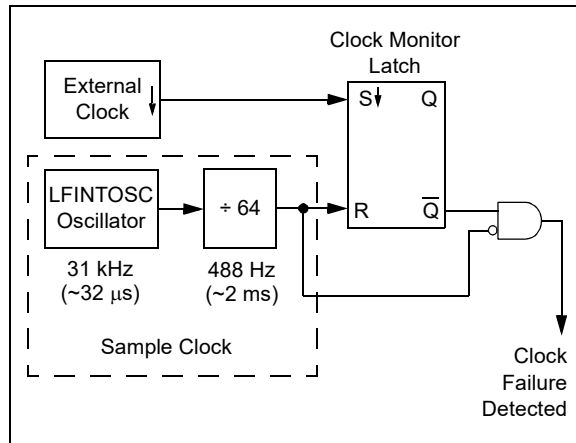 Clock Monitor
Latch
External
Clock
S
Q
LFINTOSC
Oscillator
÷ 64
R
Q̅
31 kHz
(~32 μs)
488 Hz
(~2 ms)
Sample Clock
Clock
Failure
Detected